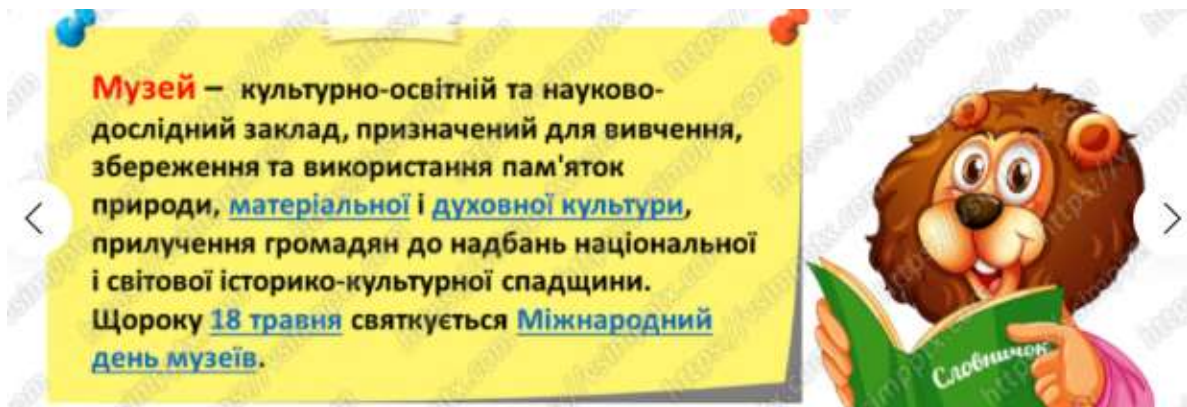 Музей – культурно-освітній та науково-
дослідний заклад, призначений для вивчення,
збереження та використання пам'яток
природи, матеріальної і духовної культури,
прилучення громадян до надбань національної
і світової історико-культурної спадщини.
Щороку 18 травня святкується Міжнародний
день музеїв.
Словничок